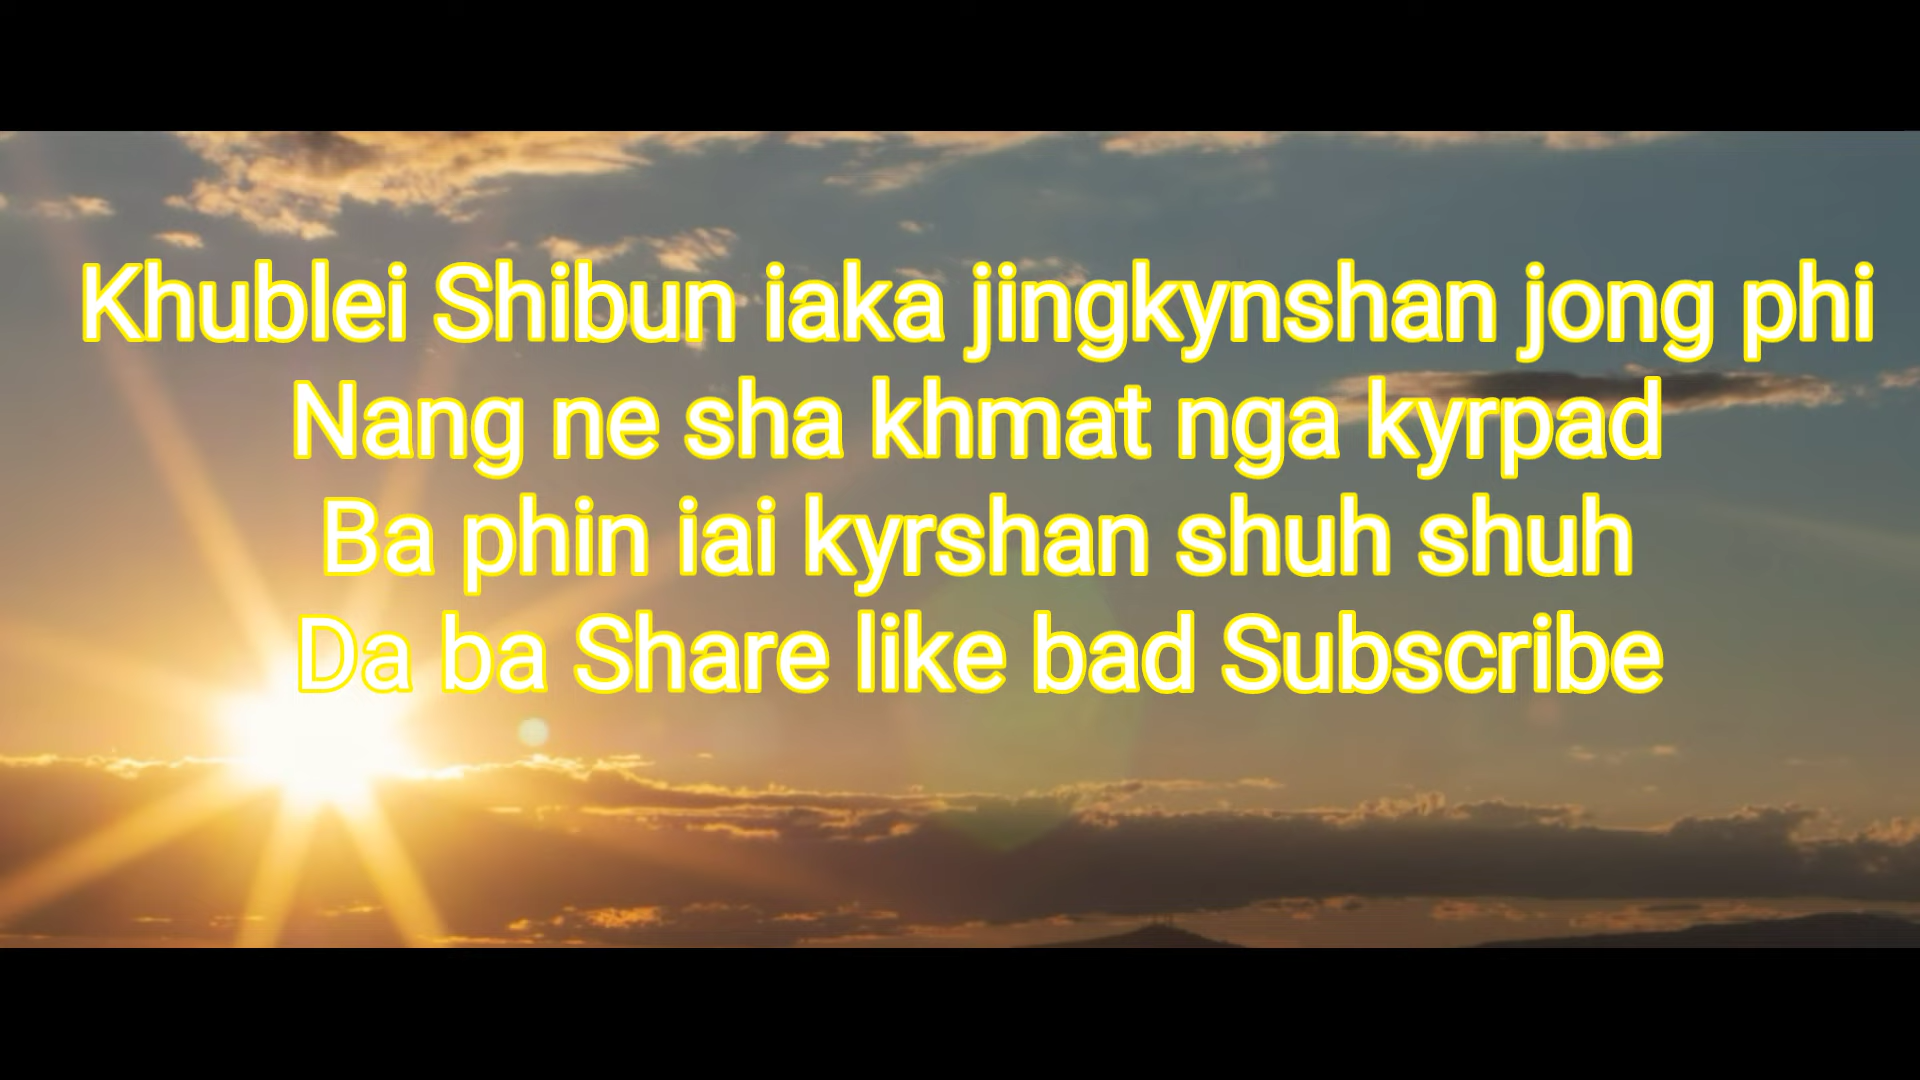 Khublei Shibun iaka jingkynshan jong phi
Nang ne sha khmat nga kyrpad
Ba phin iai kyrshan shuh shuh
Da ba Share like bad Subscribe